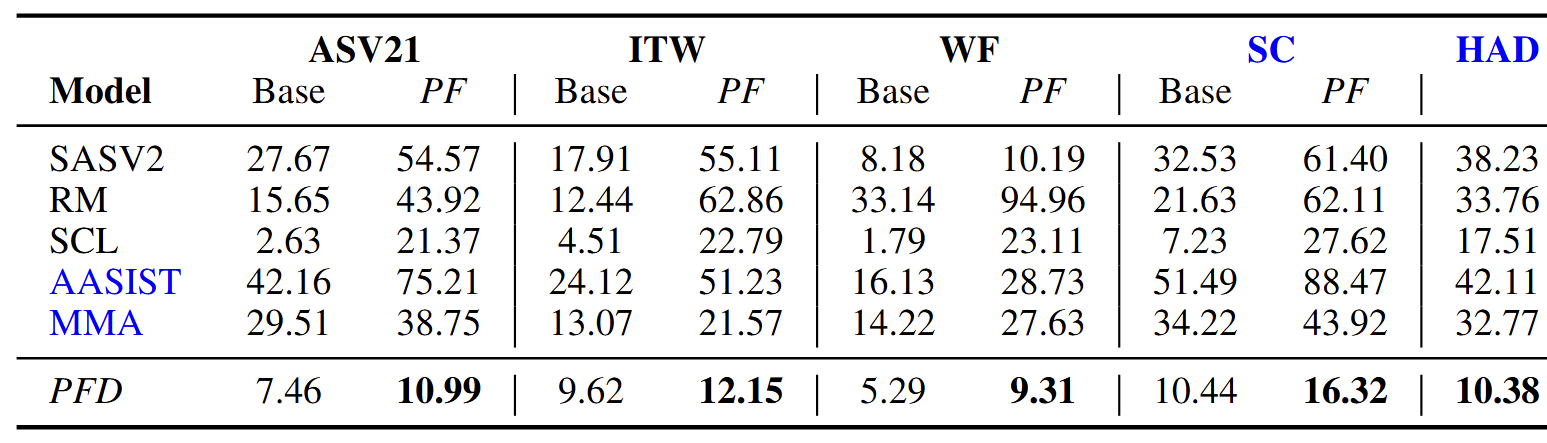 ASV21 ITW WF SC HAD
Model Base PF Base PF Base PF Base PF
SASV2 27.67 54.57 17.91 55.11 8.18 10.19 32.53 61.40 38.23
RM 15.65 43.92 12.44 62.86 33.14 94.96 21.63 62.11 33.76
SCL 2.63 21.37 4.51 22.79 1.79 23.11 7.23 27.62 17.51
AASIST 42.16 75.21 24.12 51.23 16.13 28.73 51.49 88.47 42.11
MMA 29.51 38.75 13.07 21.57 14.22 27.63 34.22 43.92 32.77
PFD 7.46 10.99 9.62 12.15 5.29 9.31 10.44 16.32 10.38